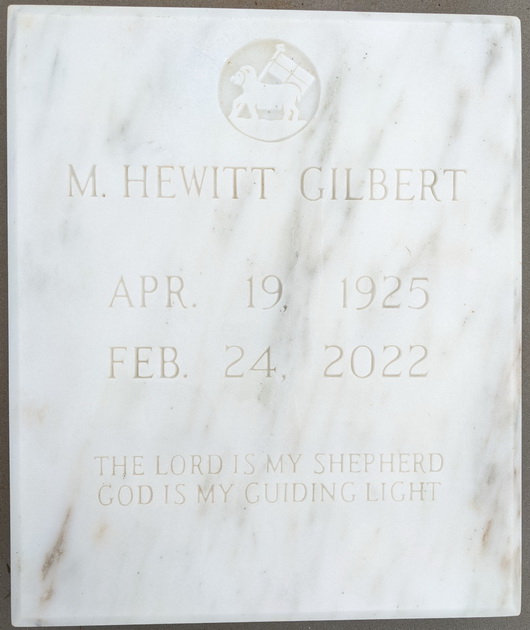 M. HEWITT GILBERT
APR. 19, 1925
FEB. 24, 2022
THE LORD IS MY SHEPHERD
GOD IS MY GUIDING LIGHT